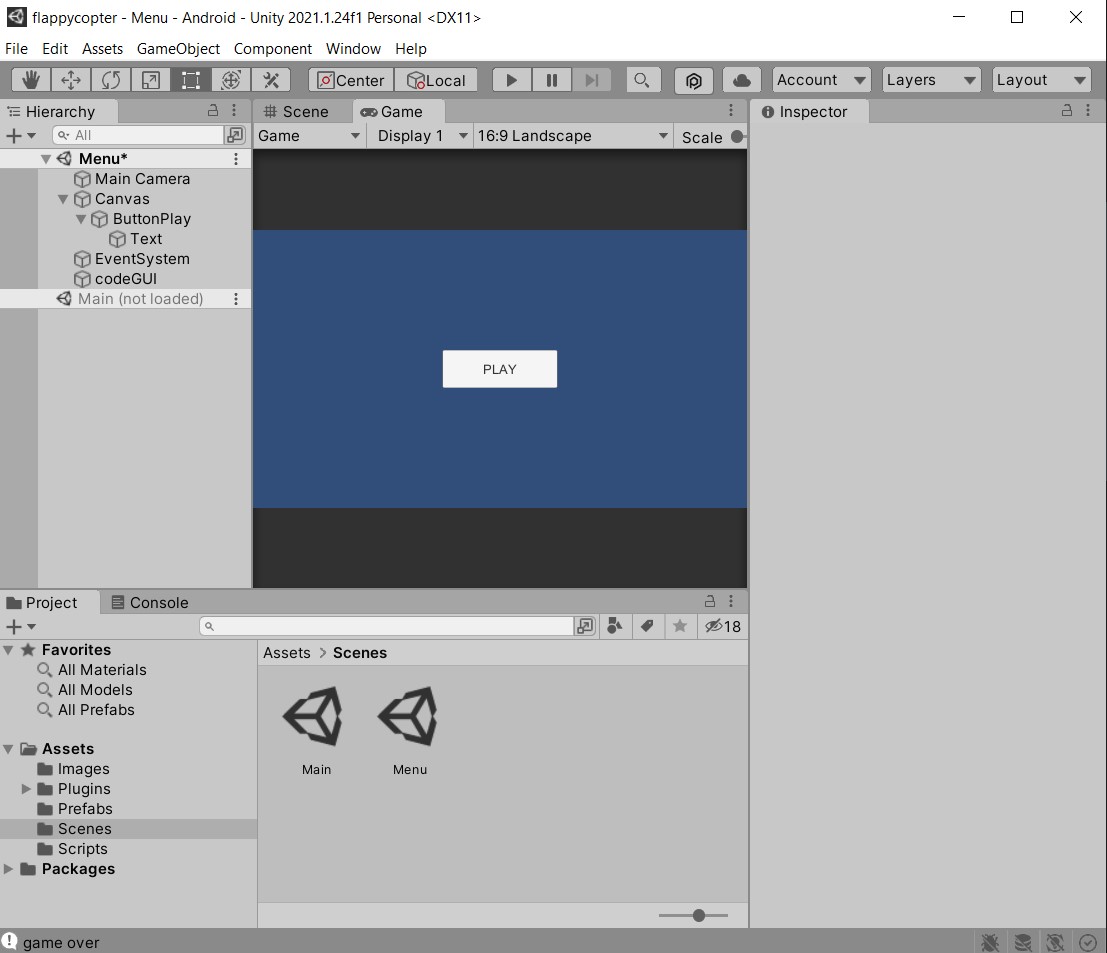 flappycopter - Menu - Android - Unity 2021.1.24f1 Personal <DX11>
File Edit Assets GameObject Component Window Help
Center Local Account Layers Layout
Hierarchy
All
Menu*
Main Camera
Canvas
ButtonPlay
Text
EventSystem
codeGUI
Main (not loaded)
Scene Game
Game Display 1 16:9 Landscape Scale
PLAY
Inspector
Project Console
18
Favorites
All Materials
All Models
All Prefabs
Assets
Images
Plugins
Prefabs
Scenes
Scripts
Packages
Assets > Scenes
Main Menu
game over